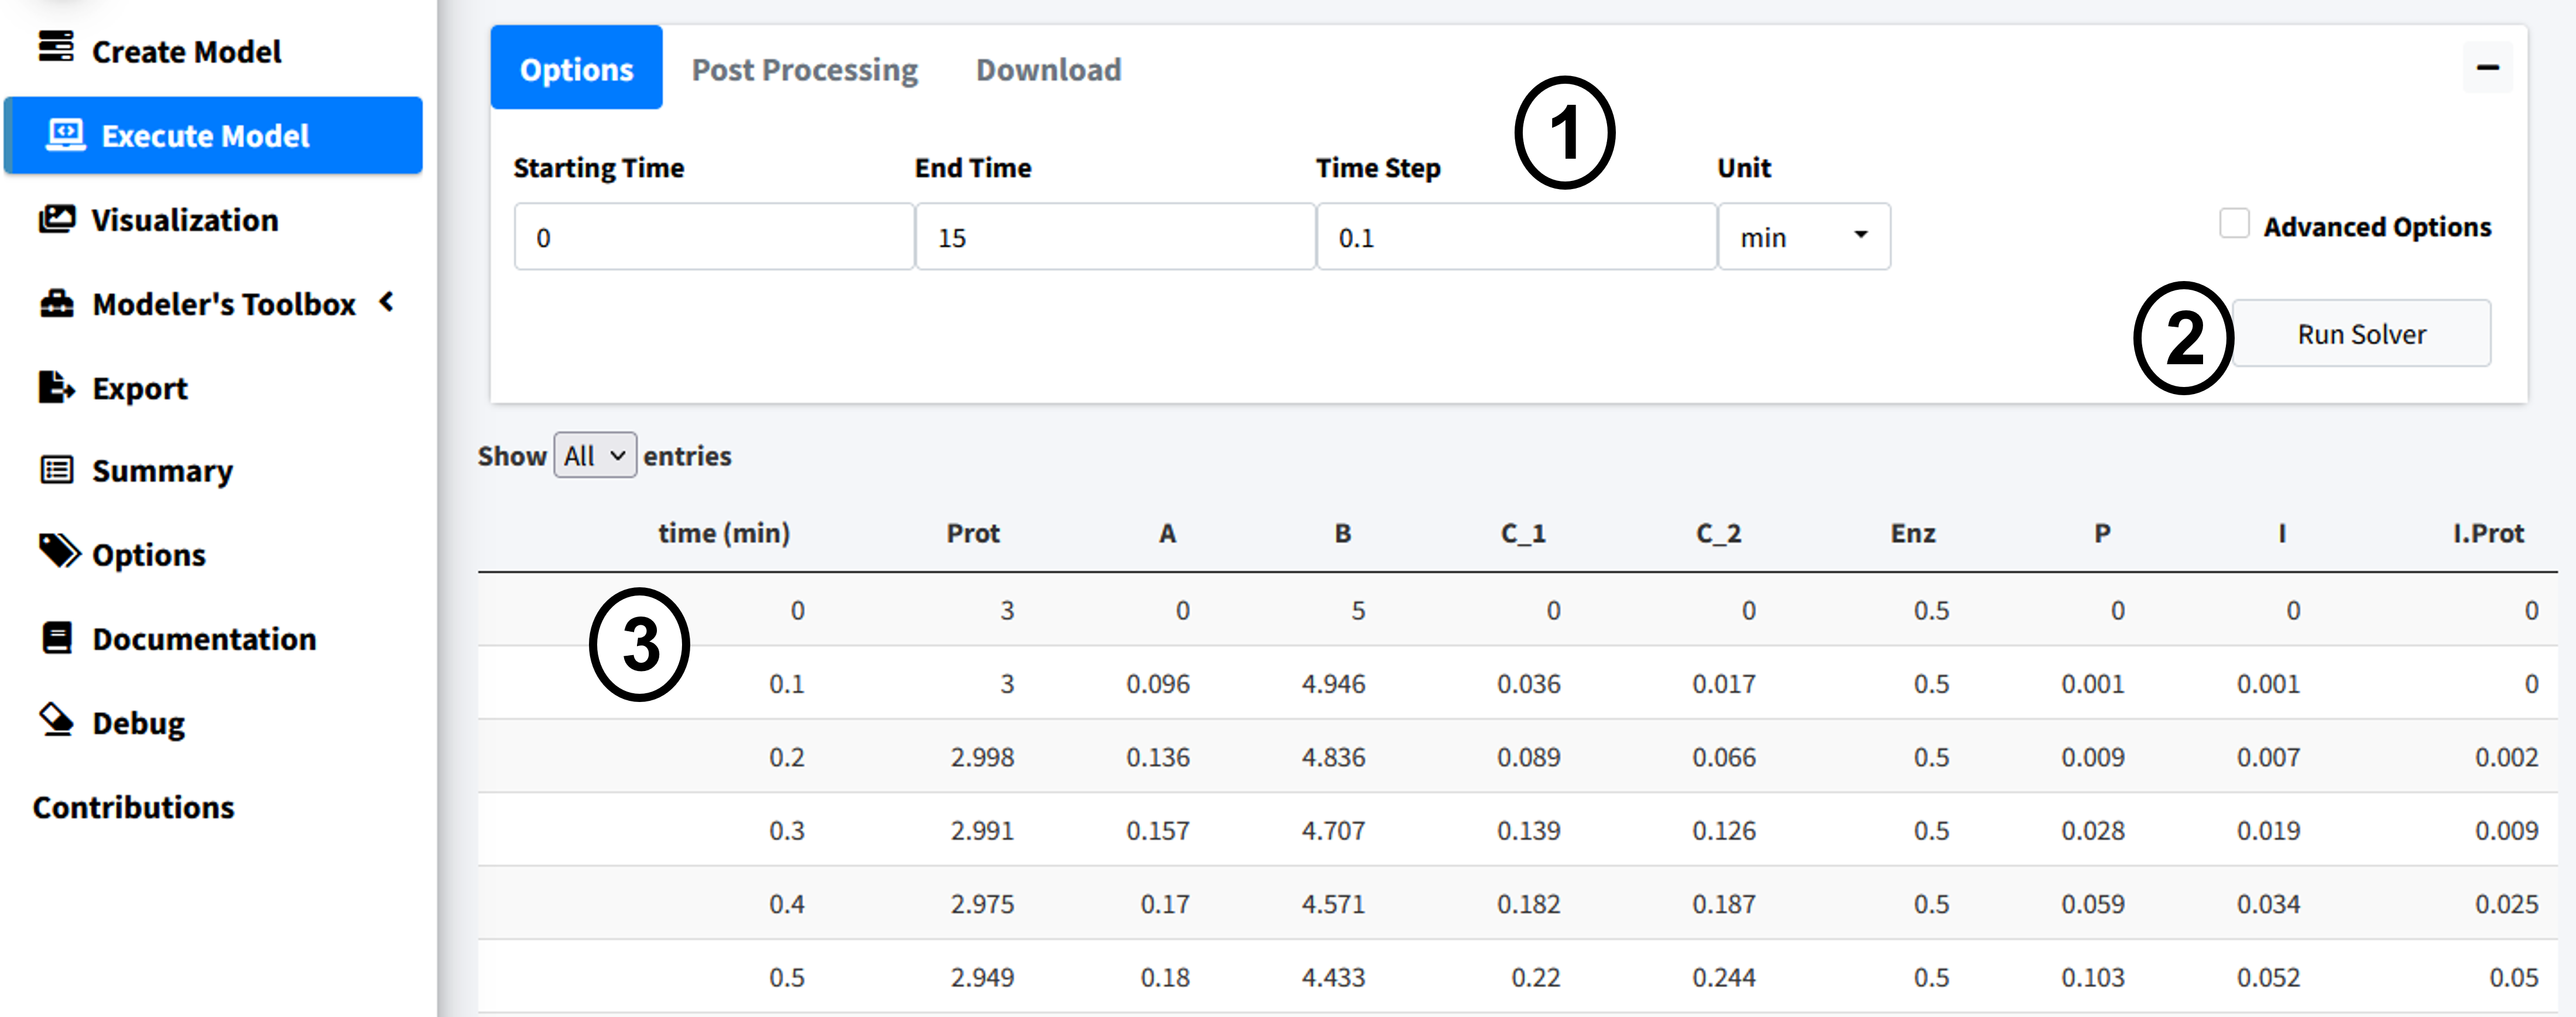 Create Model
Execute Model
Visualization
Modeler's Toolbox
Export
Summary
Options
Documentation
Debug
Contributions
Options Post Processing Download
1
Starting Time End Time Time Step Unit
0 15 0.1 min
Advanced Options
2 Run Solver
Show All entries
time (min) Prot A B C_1 C_2 Enz P I I.Prot
0 3 0 5 0 0 0.5 0 0 0
3
0.1 3 0.096 4.946 0.036 0.017 0.5 0.001 0.001 0
0.2 2.998 0.136 4.836 0.089 0.066 0.5 0.009 0.007 0.002
0.3 2.991 0.157 4.707 0.139 0.126 0.5 0.028 0.019 0.009
0.4 2.975 0.17 4.571 0.182 0.187 0.5 0.059 0.034 0.025
0.5 2.949 0.18 4.433 0.22 0.244 0.5 0.103 0.052 0.05